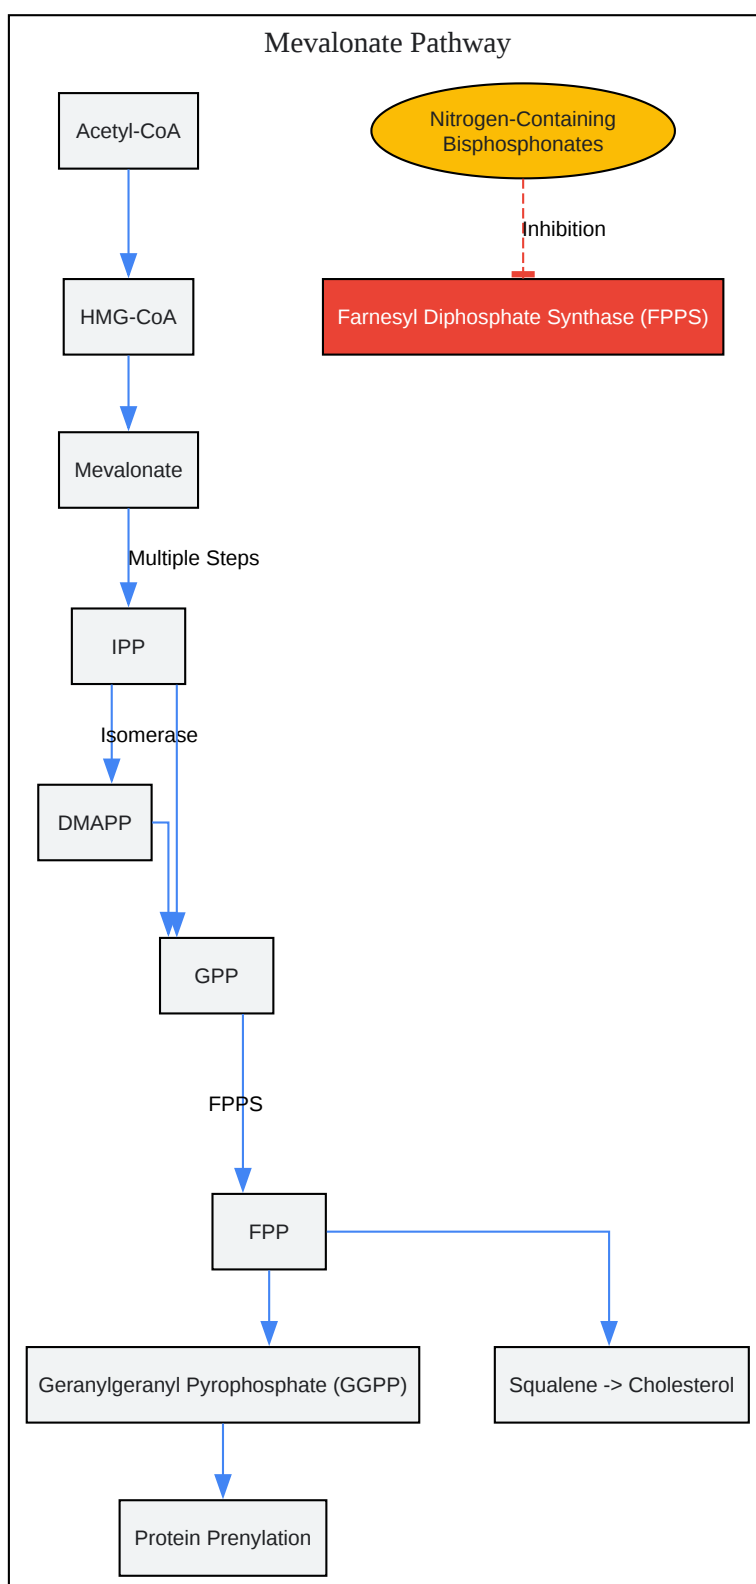 Mevalonate Pathway
Acetyl-CoA
Nitrogen-Containing
Bisphosphonates
Inhibition
HMG-CoA
Farnesyl Diphosphate Synthase (FPPS)
Mevalonate
Multiple Steps
IPP
Isomerase
DMAPP
GPP
FPPS
FPP
Geranylgeranyl Pyrophosphate (GGPP)
Squalene -> Cholesterol
Protein Prenylation